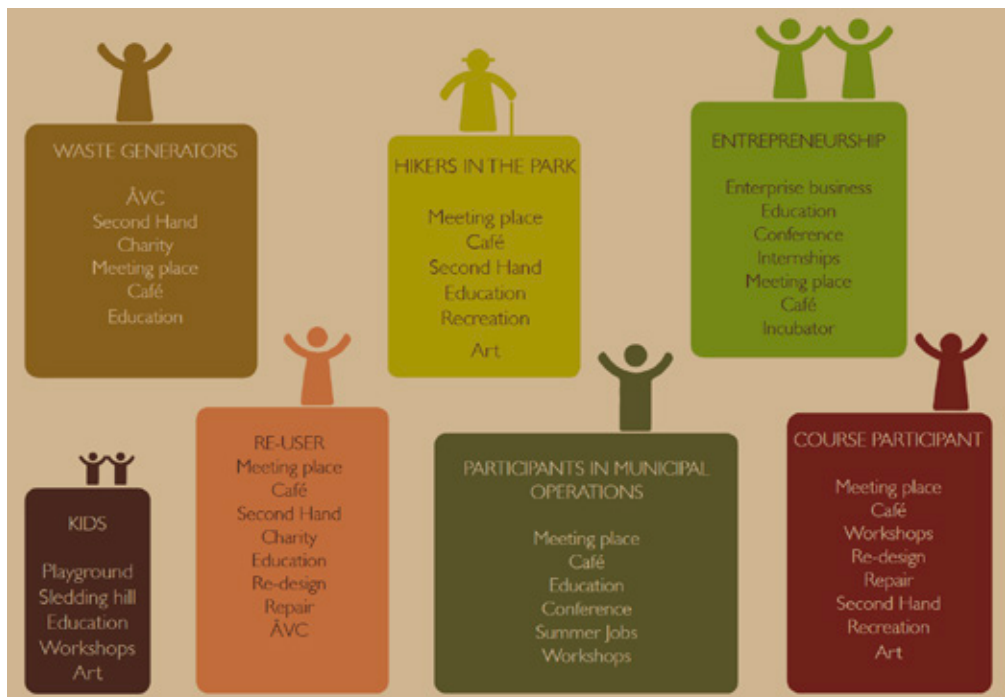 WASTE GENERATORS
ÅVC
Second Hand
Charity
Meeting place
Café
Education
HIKERS IN THE PARK
Meeting place
Café
Second Hand
Education
Recreation
Art
ENTREPRENEURSHIP
Enterprise business
Education
Conference
Internships
Meeting place
Café
Incubator
KIDS
Playground
Sledding hill
Education
Workshops
Art
RE-USER
Meeting place
Café
Second Hand
Charity
Education
Re-design
Repair
ÅVC
PARTICIPANTS IN MUNICIPAL
OPERATIONS
Meeting place
Café
Education
Conference
Summer Jobs
Workshops
COURSE PARTICIPANT
Meeting place
Café
Workshops
Re-design
Repair
Second Hand
Recreation
Art